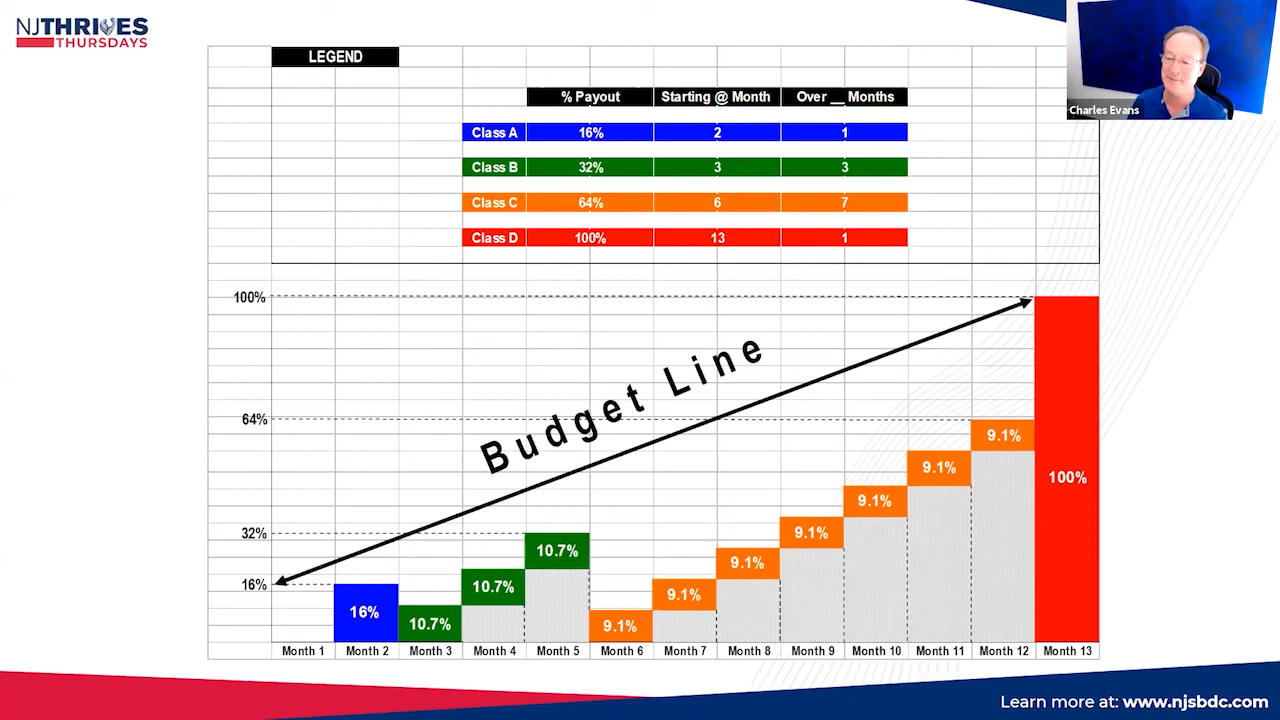 NJTHRIVES
THURSDAYS
LEGEND
% Payout Starting @ Month Over __ Months
Class A 16% 2 1
Class B 32% 3 3
Class C 64% 6 7
Class D 100% 13 1
Charles Evans
100%
64%
32%
16%
Budget Line
16%
10.7%
10.7%
10.7%
9.1%
9.1%
9.1%
9.1%
9.1%
9.1%
9.1%
100%
Month 1 Month 2 Month 3 Month 4 Month 5 Month 6 Month 7 Month 8 Month 9 Month 10 Month 11 Month 12 Month 13
Learn more at: www.njsbdc.com